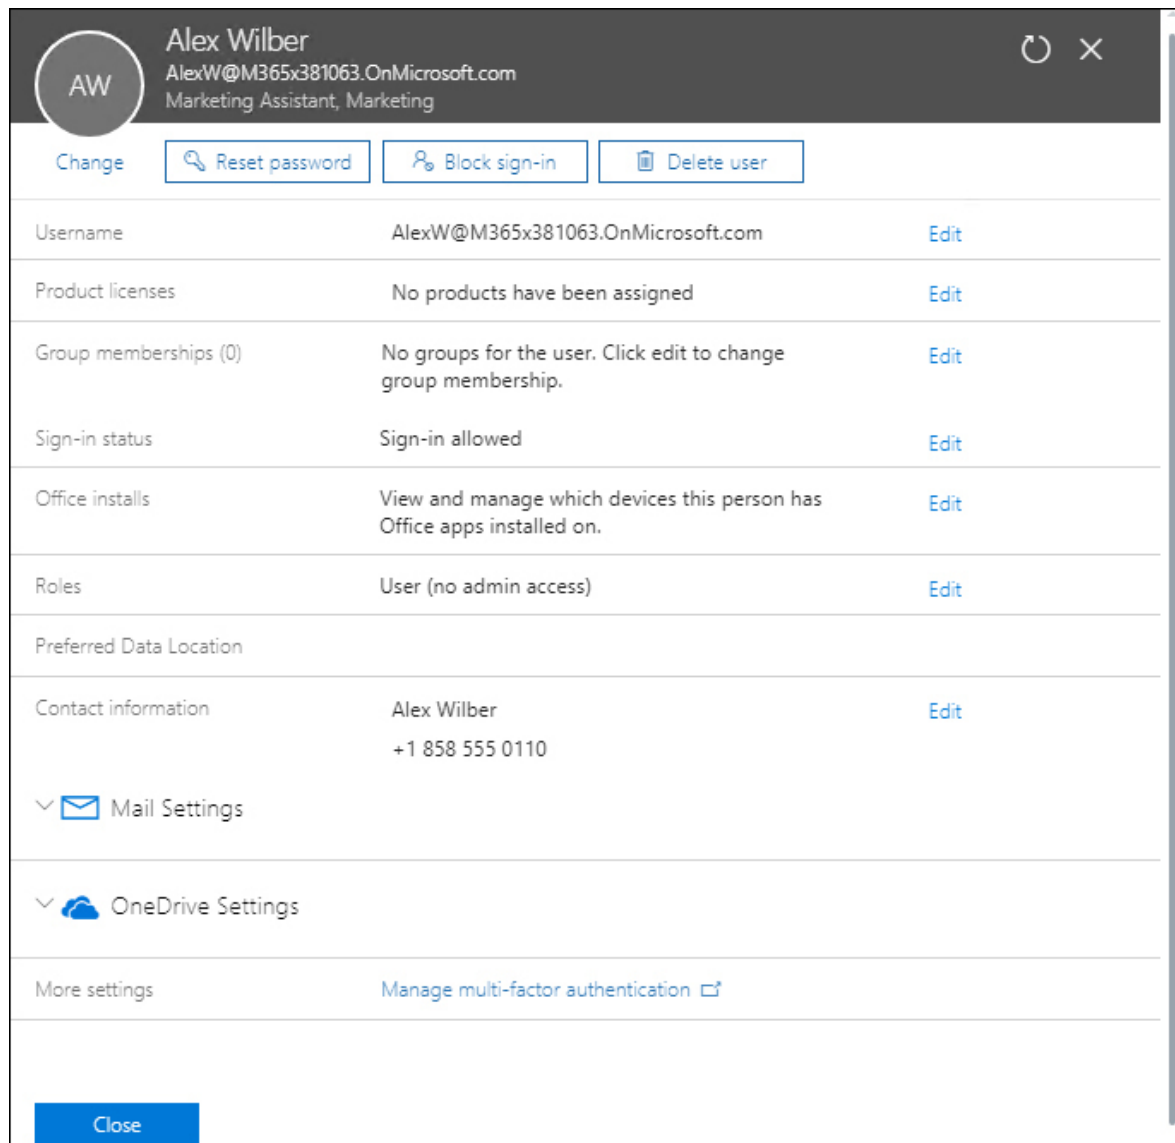 AW
Alex Wilber
AlexW@M365x381063.OnMicrosoft.com
Marketing Assistant, Marketing
Change
Reset password
Block sign-in
Delete user
Username
AlexW@M365x381063.OnMicrosoft.com
Edit
Product licenses
No products have been assigned
Edit
Group memberships (0)
No groups for the user. Click edit to change
group membership.
Edit
Sign-in status
Sign-in allowed
Edit
Office installs
View and manage which devices this person has
Office apps installed on.
Edit
Roles
User (no admin access)
Edit
Preferred Data Location
Contact information
Alex Wilber
Edit
+1 858 555 0110
Mail Settings
OneDrive Settings
More settings
Manage multi-factor authentication
Close